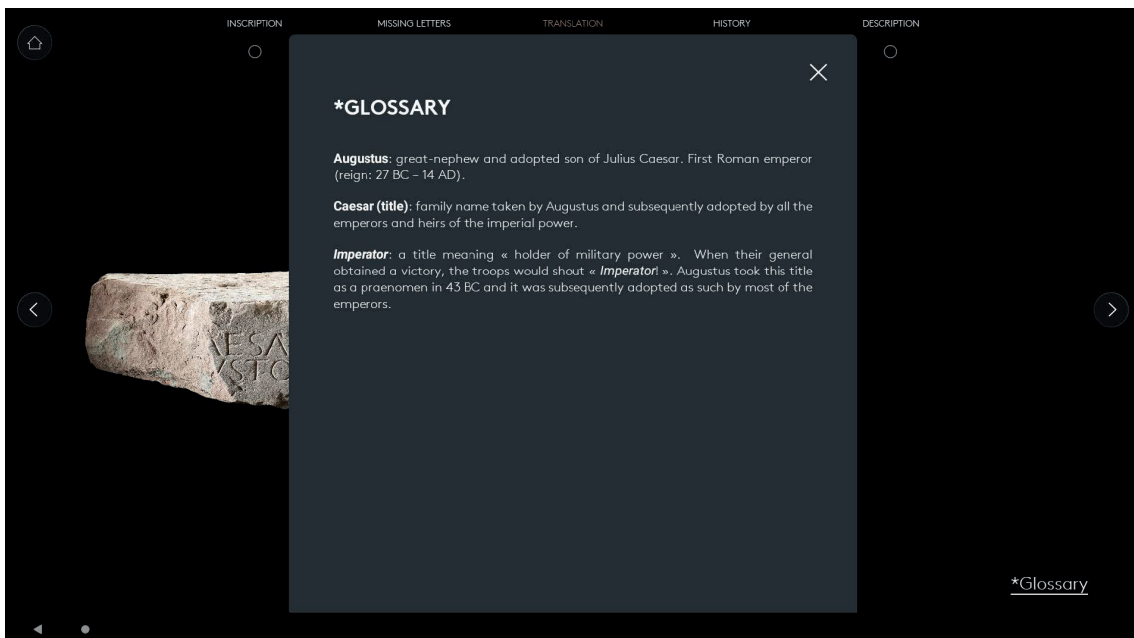 INSCRIPTION MISSING LETTERS TRANSLATION HISTORY DESCRIPTION
*GLOSSARY
Augustus: great-nephew and adopted son of Julius Caesar. First Roman emperor
(reign: 27 BC – 14 AD).
Caesar (title): family name taken by Augustus and subsequently adopted by all the
emperors and heirs of the imperial power.
Imperator: a title meaning « holder of military power ». When their general
obtained a victory, the troops would shout « Imperator! ». Augustus took this title
as a praenomen in 43 BC and it was subsequently adopted as such by most of the
emperors.
AESA
VSTO
*Glossary